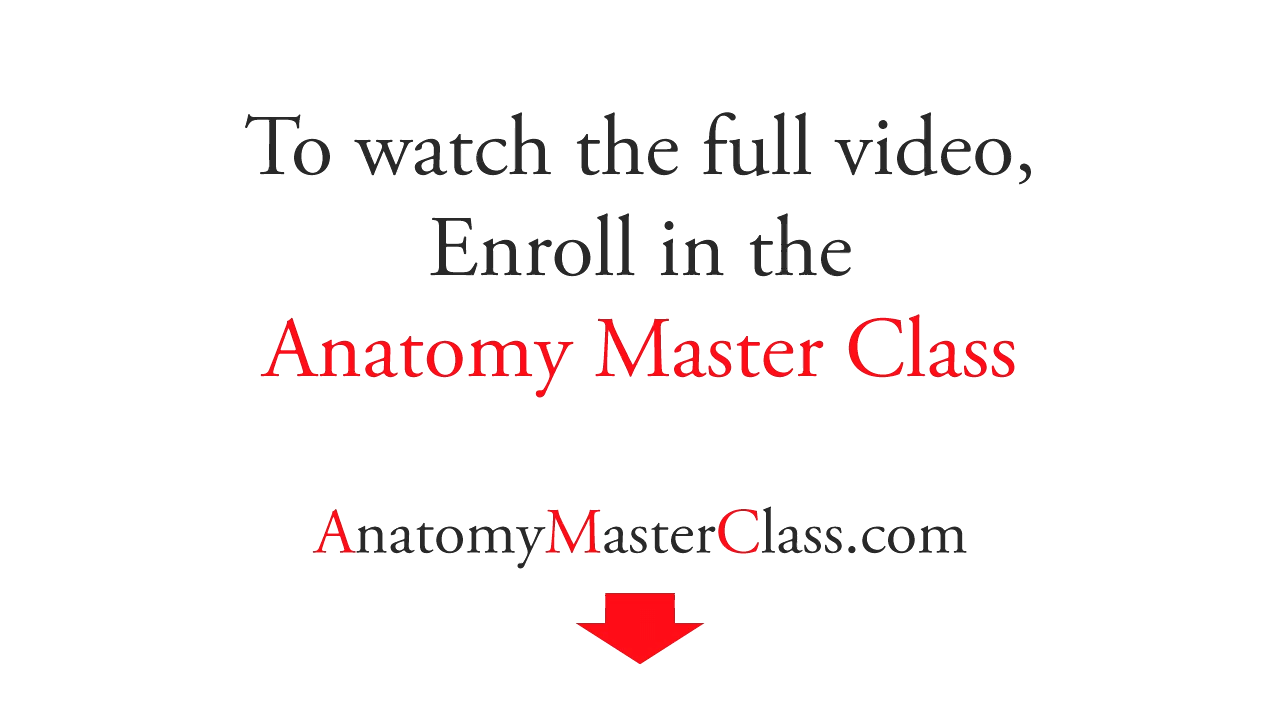 To watch the full video,
Enroll in the
Anatomy Master Class
AnatomyMasterClass.com